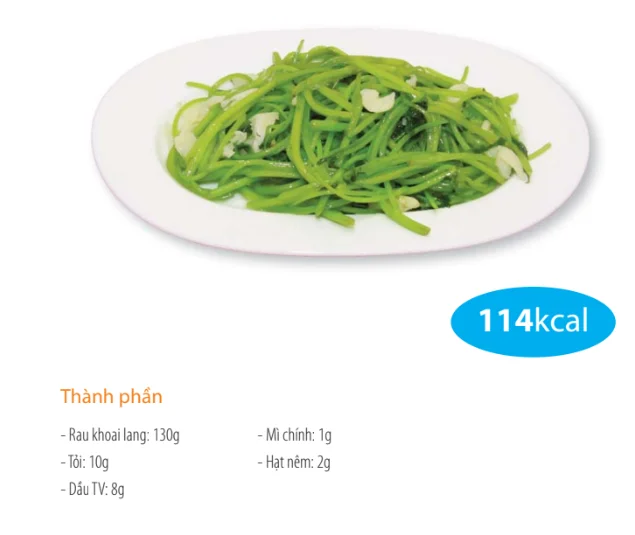 114kcal
Thành phần
- Rau khoai lang: 130g
- Tỏi: 10g
- Dầu TV: 8g
- Mì chính: 1g
- Hạt nêm: 2g